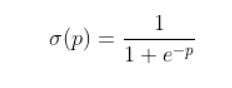 σ(p) = 1 / (1 + e^{-p})